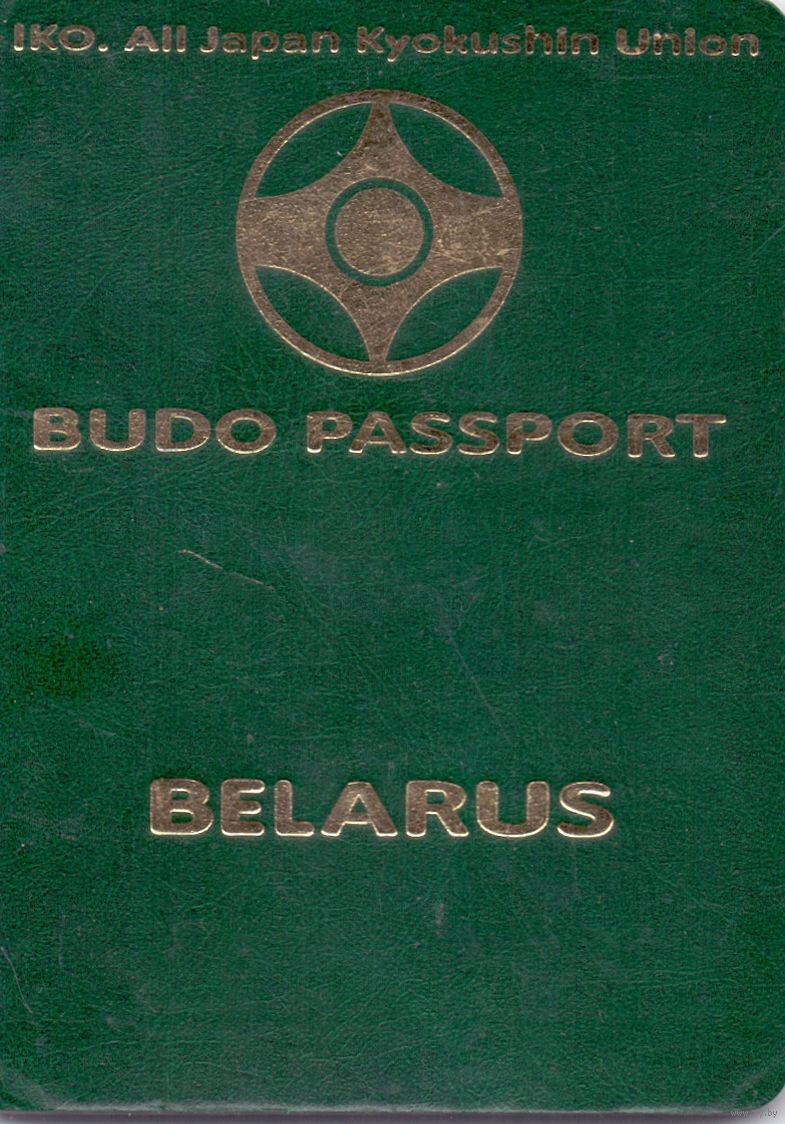 IKO. All Japan Kyokushin Union
BUDO PASSPORT
BELARUS